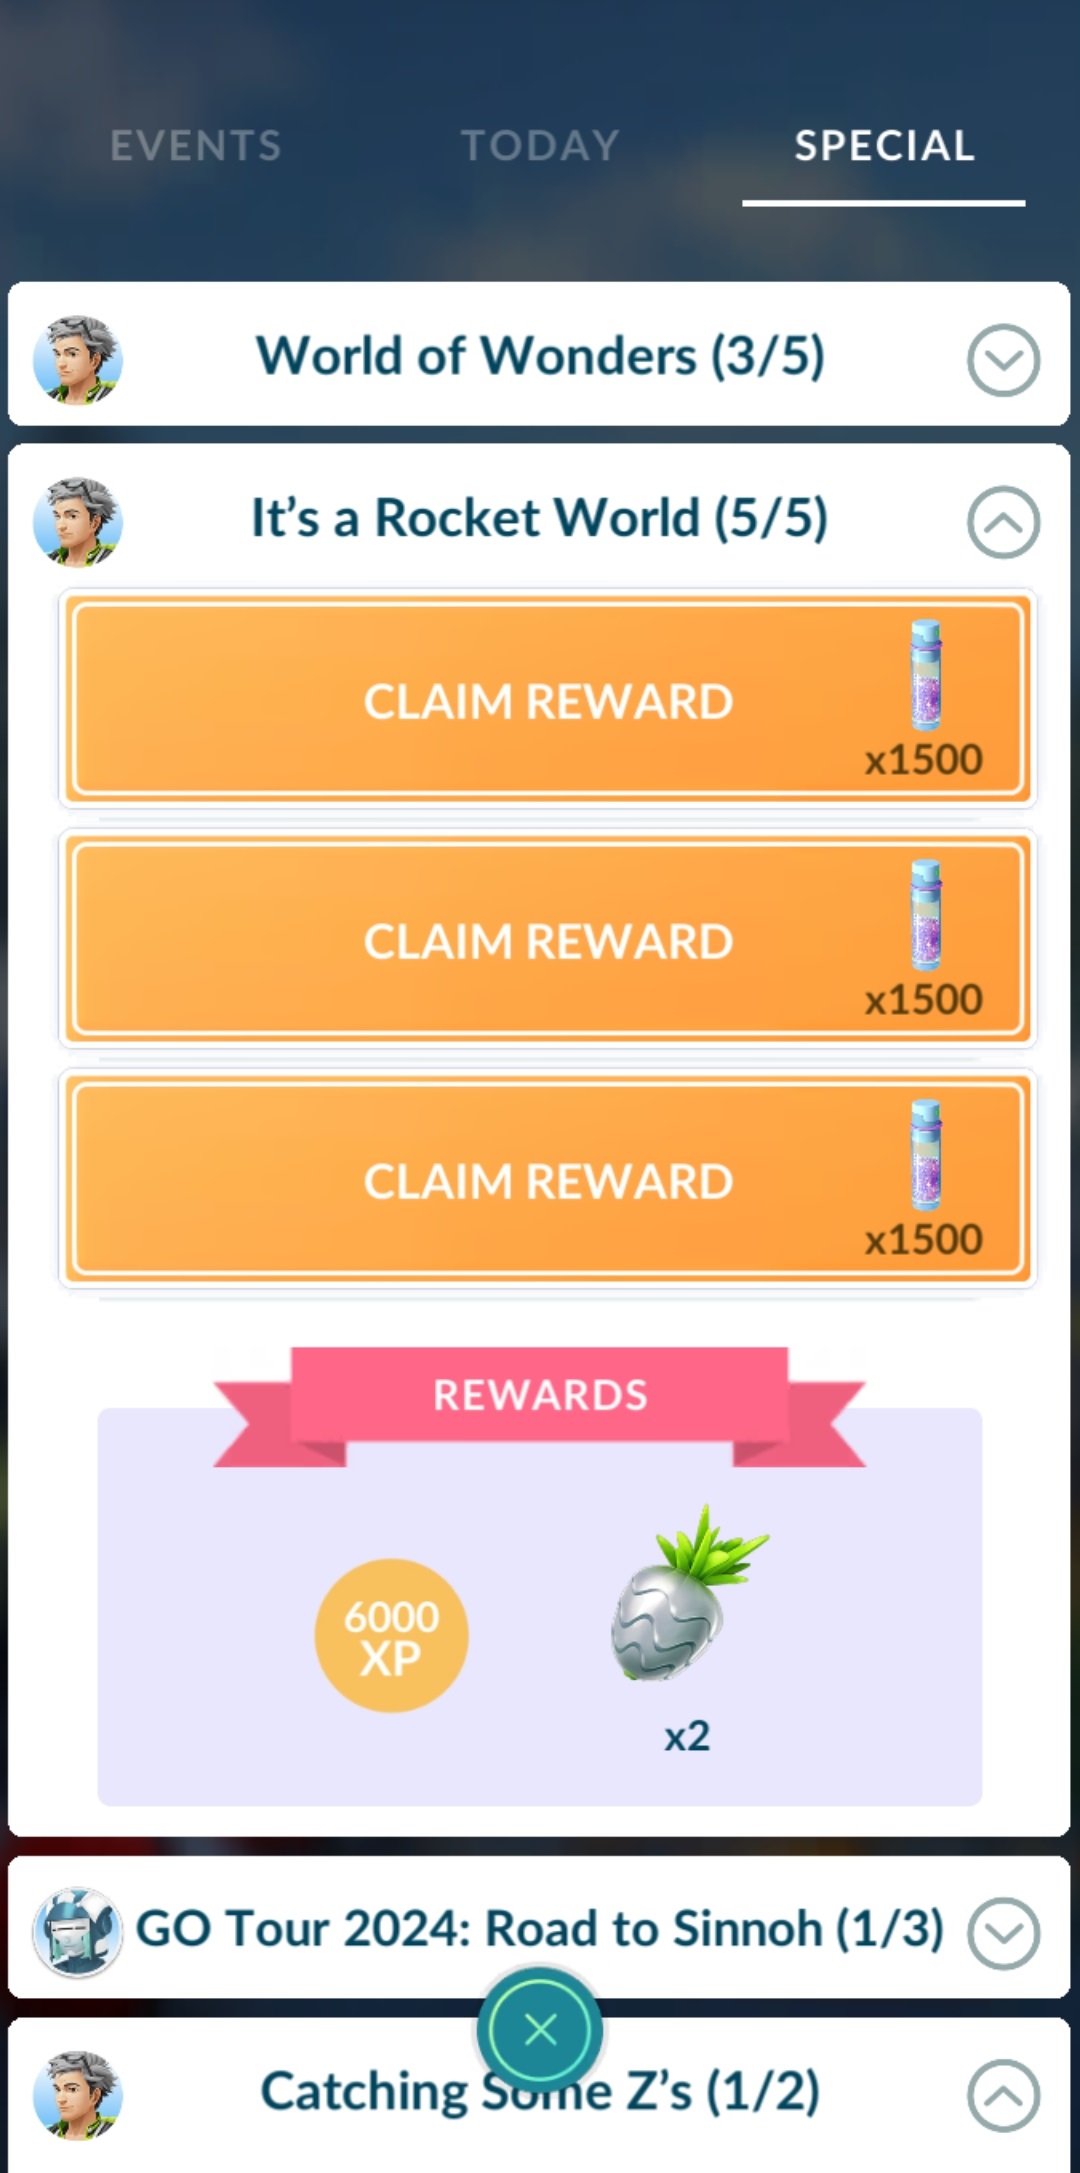 EVENTS TODAY SPECIAL
World of Wonders (3/5)
It’s a Rocket World (5/5)
CLAIM REWARD
x1500
CLAIM REWARD
x1500
CLAIM REWARD
x1500
REWARDS
6000
XP
x2
GO Tour 2024: Road to Sinnoh (1/3)
Catching Some Z’s (1/2)